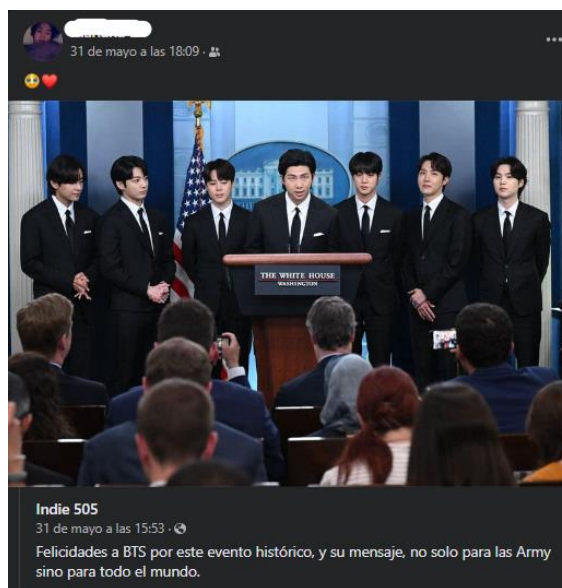 31 de mayo a las 18:09
THE WHITE HOUSE
WASHINGTON
Indie 505
31 de mayo a las 15:53
Felicidades a BTS por este evento histórico, y su mensaje, no solo para las Army
sino para todo el mundo.